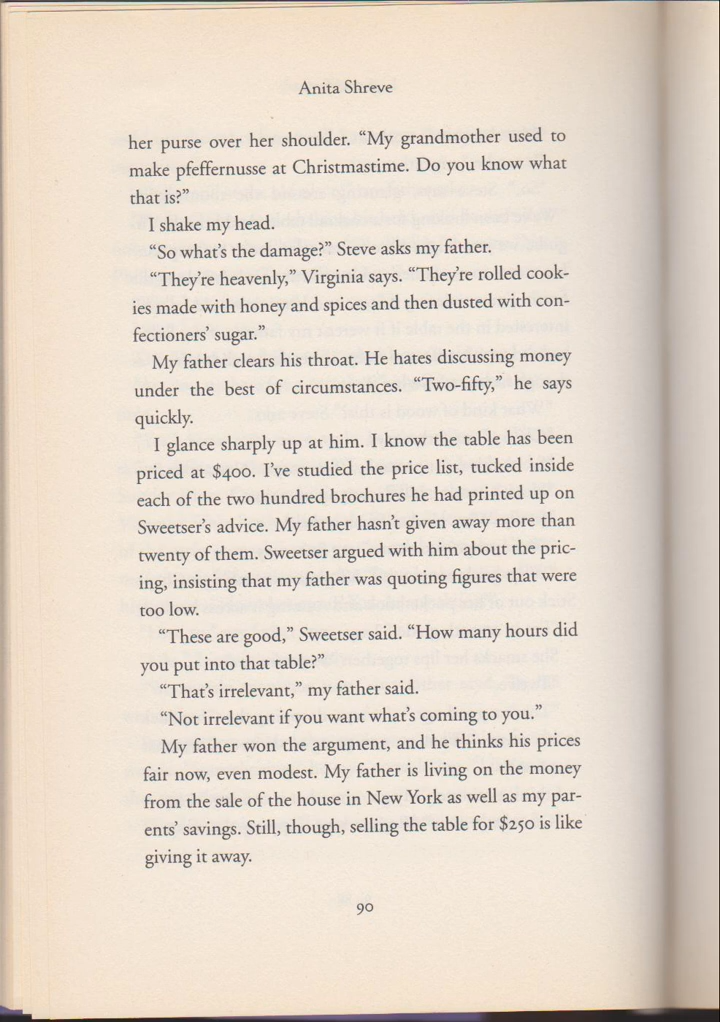 Anita Shreve
her purse over her shoulder. “My grandmother used to
make pfeffernusse at Christmastime. Do you know what
that is?”
I shake my head.
“So what’s the damage?” Steve asks my father.
“They’re heavenly,” Virginia says. “They’re rolled cook-
ies made with honey and spices and then dusted with con-
fectioners’ sugar.”
My father clears his throat. He hates discussing money
under the best of circumstances. “Two-fifty,” he says
quickly.
I glance sharply up at him. I know the table has been
priced at $400. I’ve studied the price list, tucked inside
each of the two hundred brochures he had printed up on
Sweetser’s advice. My father hasn’t given away more than
twenty of them. Sweetser argued with him about the pric-
ing, insisting that my father was quoting figures that were
too low.
“These are good,” Sweetser said. “How many hours did
you put into that table?”
“That’s irrelevant,” my father said.
“Not irrelevant if you want what’s coming to you.”
My father won the argument, and he thinks his prices
fair now, even modest. My father is living on the money
from the sale of the house in New York as well as my par-
ents’ savings. Still, though, selling the table for $250 is like
giving it away.
90